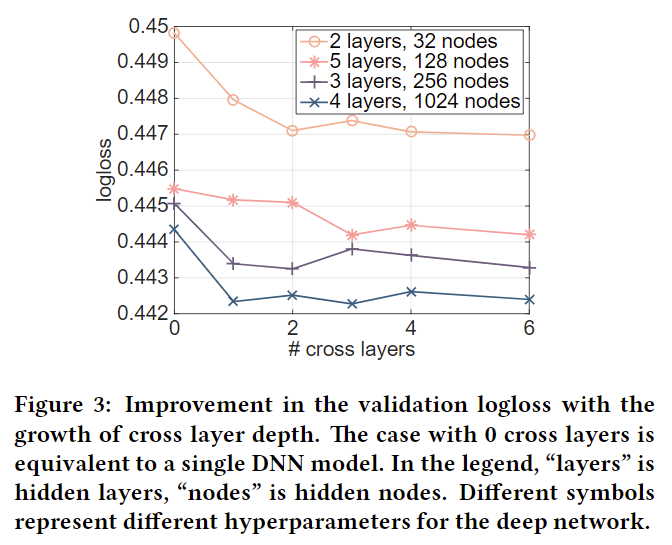 0.45
0.449
0.448
0.447
0.446
0.445
0.444
0.443
0.442
logloss
2 layers, 32 nodes
5 layers, 128 nodes
3 layers, 256 nodes
4 layers, 1024 nodes
0 2 4 6
# cross layers
Figure 3: Improvement in the validation logloss with the
growth of cross layer depth. The case with 0 cross layers is
equivalent to a single DNN model. In the legend, “layers” is
hidden layers, “nodes” is hidden nodes. Different symbols
represent different hyperparameters for the deep network.